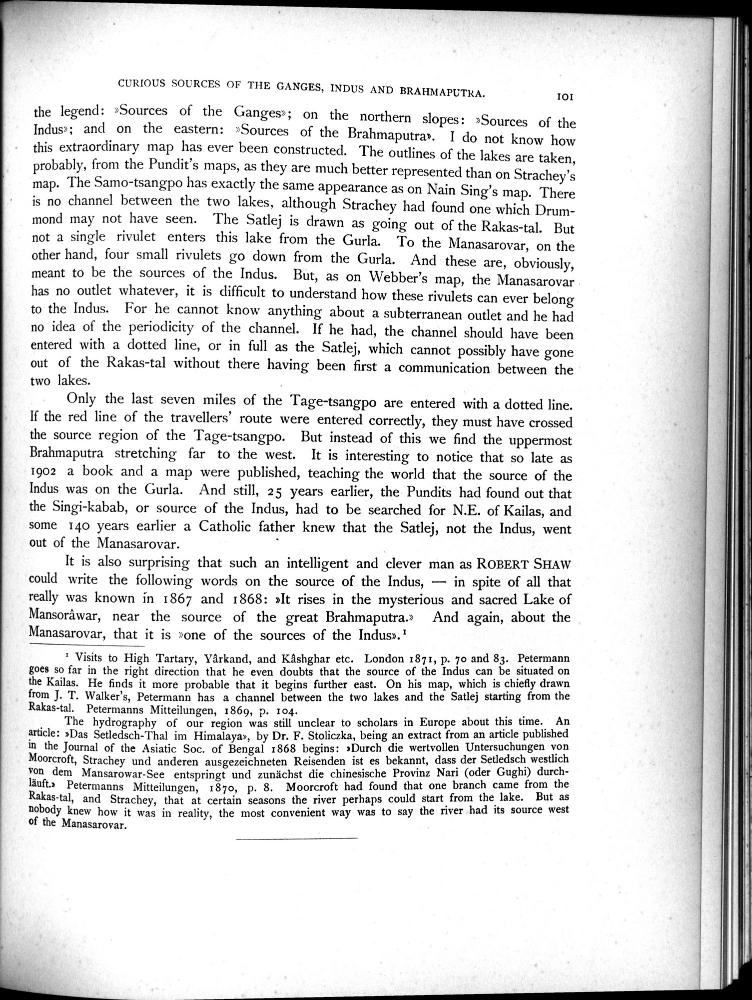 CURIOUS SOURCES OF THE GANGES, INDUS AND BRAHMAPUTRA. 101
the legend: »Sources of the Ganges»; on the northern slopes: »Sources of the
Indus»; and on the eastern: »Sources of the Brahmaputra». I do not know how
this extraordinary map has ever been constructed. The outlines of the lakes are taken,
probably, from the Pundit's maps, as they are much better represented than on Strachey's
map. The Samo-tsangpo has exactly the same appearance as on Nain Sing's map. There
is no channel between the two lakes, although Strachey had found one which Drum-
mond may not have seen. The Satlej is drawn as going out of the Rakas-tal. But
not a single rivulet enters this lake from the Gurla. To the Manasarovar, on the
other hand, four small rivulets go down from the Gurla. And these are, obviously,
meant to be the sources of the Indus. But, as on Webber's map, the Manasarovar
has no outlet whatever, it is difficult to understand how these rivulets can ever belong
to the Indus. For he cannot know anything about a subterranean outlet and he had
no idea of the periodicity of the channel. If he had, the channel should have been
entered with a dotted line, or in full as the Satlej, which cannot possibly have gone
out of the Rakas-tal without there having been first a communication between the
two lakes.
Only the last seven miles of the Tage-tsangpo are entered with a dotted line.
If the red line of the travellers' route were entered correctly, they must have crossed
the source region of the Tage-tsangpo. But instead of this we find the uppermost
Brahmaputra stretching far to the west. It is interesting to notice that so late as
1902 a book and a map were published, teaching the world that the source of the
Indus was on the Gurla. And still, 25 years earlier, the Pundits had found out that
the Singi-kabab, or source of the Indus, had to be searched for N.E. of Kailas, and
some 140 years earlier a Catholic father knew that the Satlej, not the Indus, went
out of the Manasarovar.
It is also surprising that such an intelligent and clever man as ROBERT SHAW
could write the following words on the source of the Indus, — in spite of all that
really was known in 1867 and 1868: »It rises in the mysterious and sacred Lake of
Mansorâwar, near the source of the great Brahmaputra.» And again, about the
Manasarovar, that it is »one of the sources of the Indus».¹
¹ Visits to High Tartary, Yârkand, and Kâshghar etc. London 1871, p. 70 and 83. Petermann
goes so far in the right direction that he even doubts that the source of the Indus can be situated on
the Kailas. He finds it more probable that it begins further east. On his map, which is chiefly drawn
from J. T. Walker's, Petermann has a channel between the two lakes and the Satlej starting from the
Rakas-tal. Petermanns Mitteilungen, 1869, p. 104.
The hydrography of our region was still unclear to scholars in Europe about this time. An
article: »Das Setledsch-Thal im Himalaya», by Dr. F. Stoliczka, being an extract from an article published
in the Journal of the Asiatic Soc. of Bengal 1868 begins: »Durch die wertvollen Untersuchungen von
Moorcroft, Strachey und anderen ausgezeichneten Reisenden ist es bekannt, dass der Setledsch westlich
von dem Mansarowar-See entspringt und zunächst die chinesische Provinz Nari (oder Gughi) durch-
läuft.» Petermanns Mitteilungen, 1870, p. 8. Moorcroft had found that one branch came from the
Rakas-tal, and Strachey, that at certain seasons the river perhaps could start from the lake. But as
nobody knew how it was in reality, the most convenient way was to say the river had its source west
of the Manasarovar.